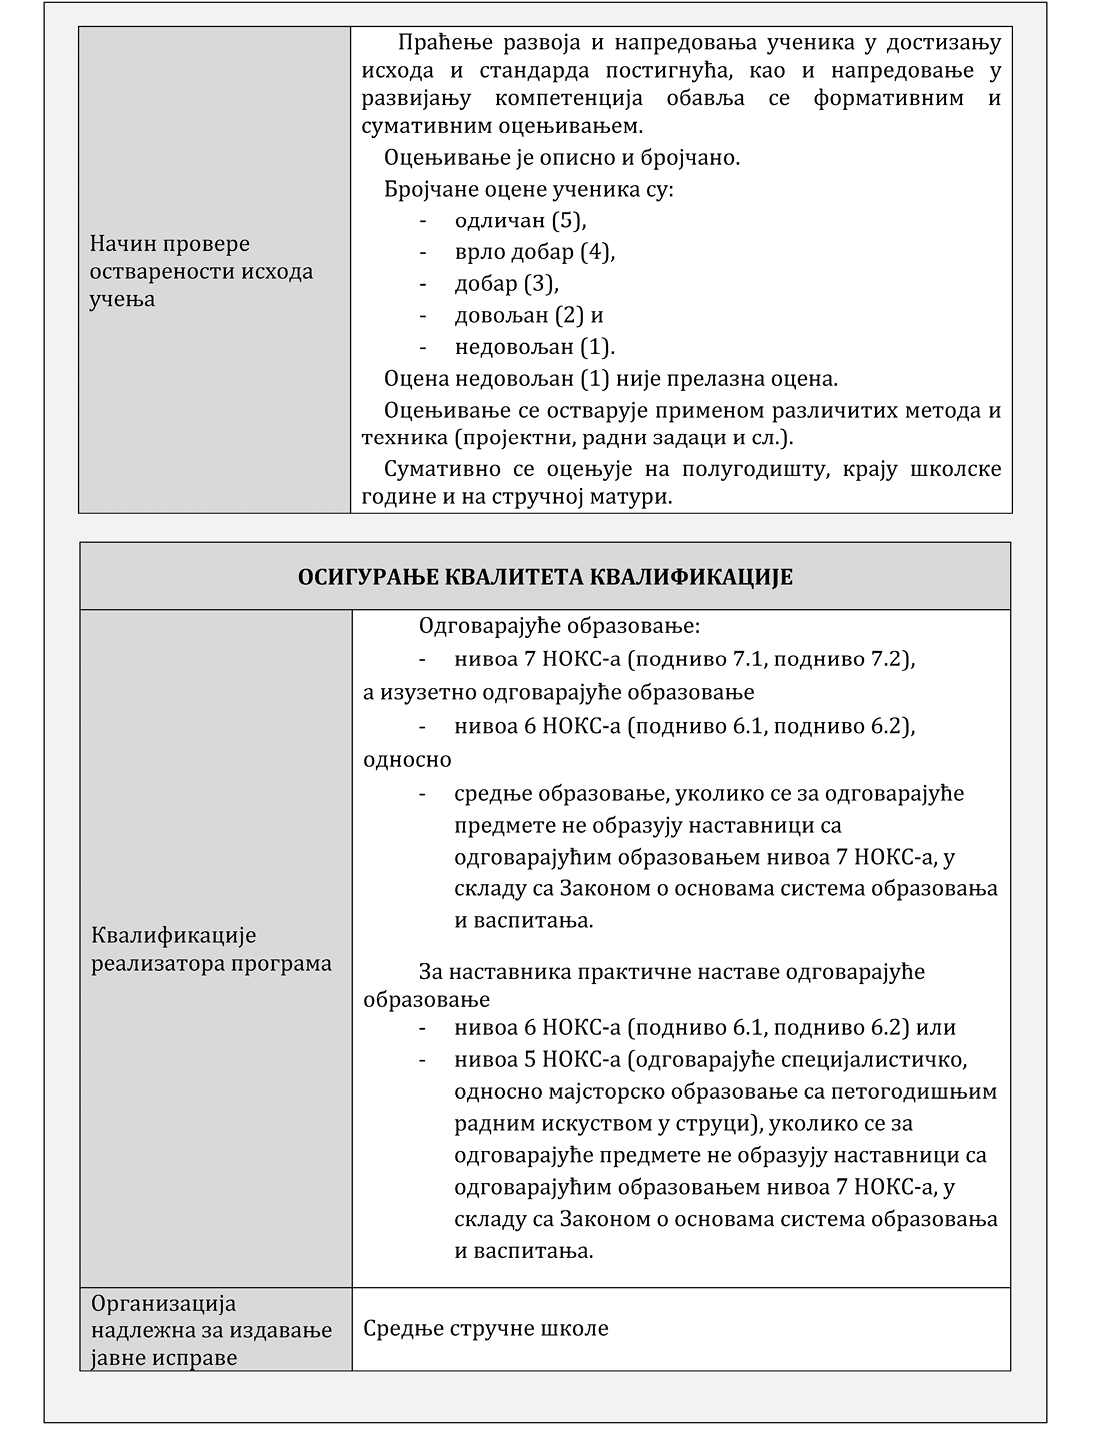 Начин провере
остварености исхода
учења
Праћење развоја и напредовања ученика у достизању
исхода и стандарда постигнућа, као и напредовање у
развијању компетенција обавља се формативним и
сумативним оцењивањем.
Оцењивање је описно и бројчано.
Бројчане оцене ученика су:
- одличан (5),
- врло добар (4),
- добар (3),
- довољан (2) и
- недовољан (1).
Оцена недовољан (1) није прелазна оцена.
Оцењивање се остварује применом различитих метода и
техника (пројектни, радни задаци и сл.).
Сумативно се оцењује на полугодишту, крају школске
године и на стручној матури.
ОСИГУРАЊЕ КВАЛИТЕТА КВАЛИФИКАЦИЈЕ
Квалификације
реализатора програма
Одговарајуће образовање:
- нивоа 7 НОКС-а (подниво 7.1, подниво 7.2),
а изузетно одговарајуће образовање
- нивоа 6 НОКС-а (подниво 6.1, подниво 6.2),
односно
- средње образовање, уколико се за одговарајуће
предмете не образују наставници са
одговарајућим образовањем нивоа 7 НОКС-а, у
складу са Законом о основама система образовања
и васпитања.
За наставника практичне наставе одговарајуће
образовање
- нивоа 6 НОКС-а (подниво 6.1, подниво 6.2) или
- нивоа 5 НОКС-а (одговарајуће специјалистичко,
односно мајсторско образовање са петогодишњим
радним искуством у струци), уколико се за
одговарајуће предмете не образују наставници са
одговарајућим образовањем нивоа 7 НОКС-а, у
складу са Законом о основама система образовања
и васпитања.
Организација
надлежна за издавање
јавне исправе
Средње стручне школе